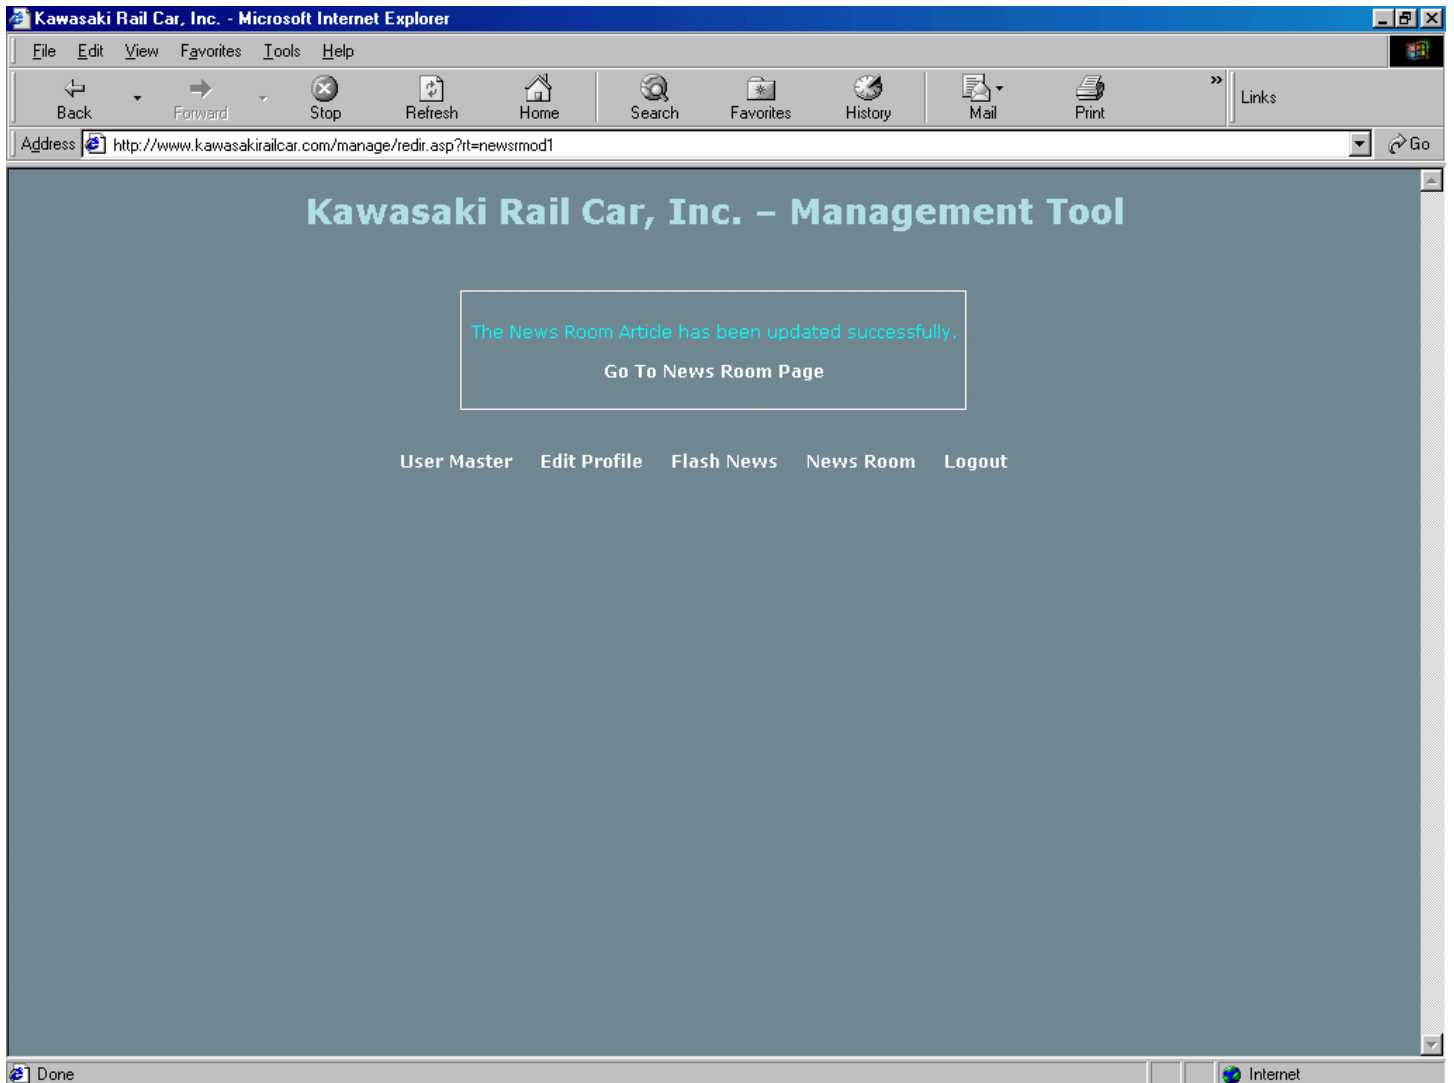 Kawasaki Rail Car, Inc. - Microsoft Internet Explorer
File Edit View Favorites Tools Help
Back Forward Stop Refresh Home Search Favorites History Mail Print » Links
Address http://www.kawasakirailcar.com/manage/redir.asp?rt=newsrmod1 Go
Kawasaki Rail Car, Inc. – Management Tool
The News Room Article has been updated successfully.
Go To News Room Page
User Master Edit Profile Flash News News Room Logout
Done Internet